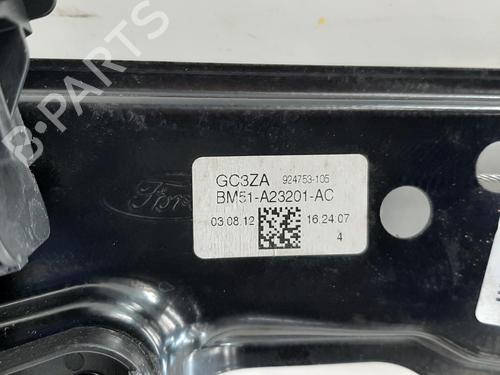 B-PARTS
GC3ZA 924753-105
Ford
BM51-A23201-AC
03.08.12 16.24.07
4